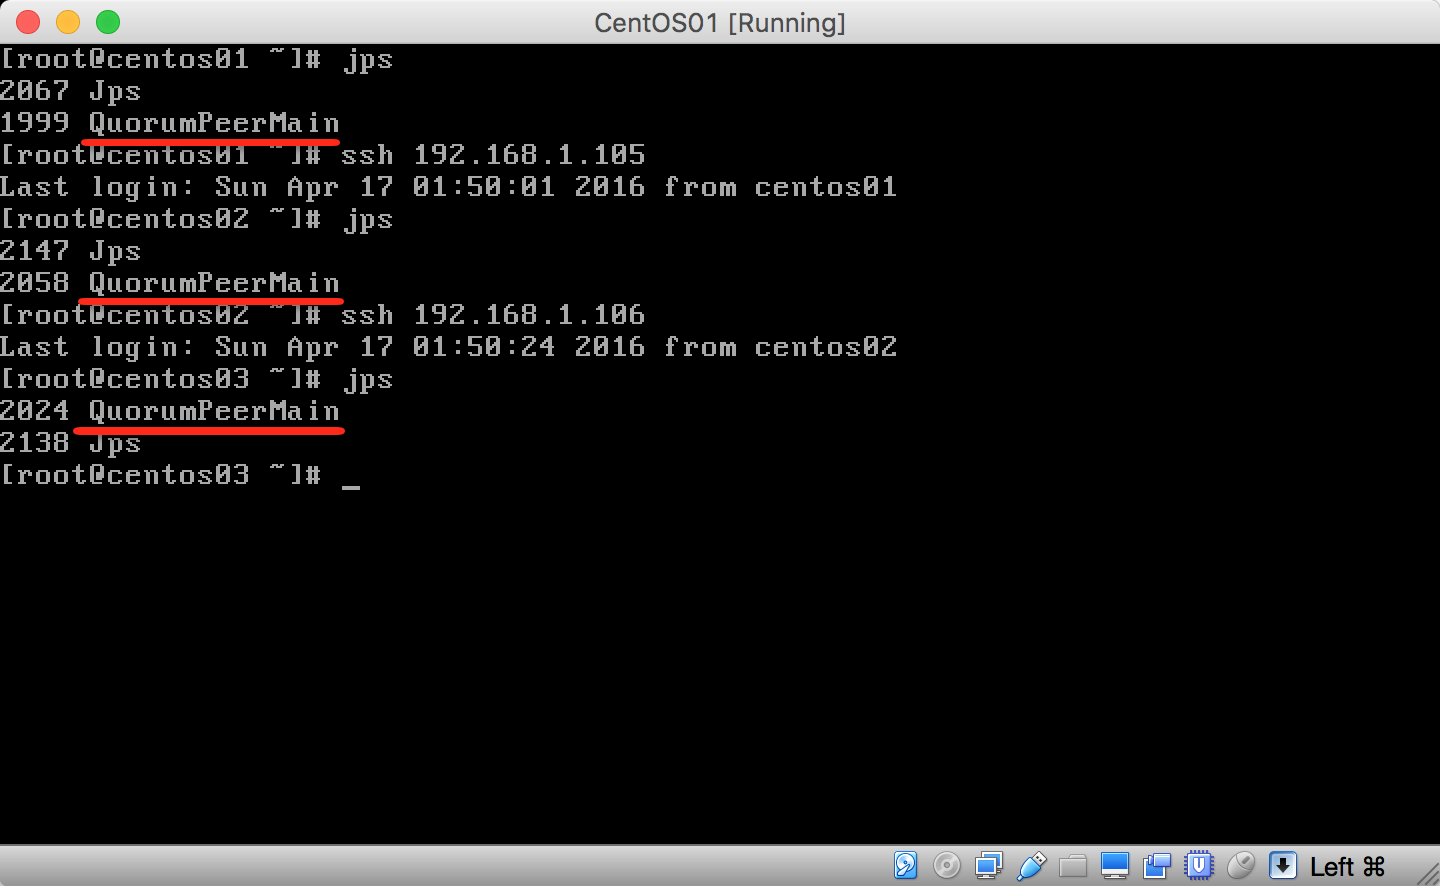 CentOS01 [Running]
[root@centos01 ~]# jps
2067 Jps
1999 QuorumPeerMain
[root@centos01 ~]# ssh 192.168.1.105
Last login: Sun Apr 17 01:50:01 2016 from centos01
[root@centos02 ~]# jps
2147 Jps
2058 QuorumPeerMain
[root@centos02 ~]# ssh 192.168.1.106
Last login: Sun Apr 17 01:50:24 2016 from centos02
[root@centos03 ~]# jps
2024 QuorumPeerMain
2138 Jps
[root@centos03 ~]# _
Left ⌘